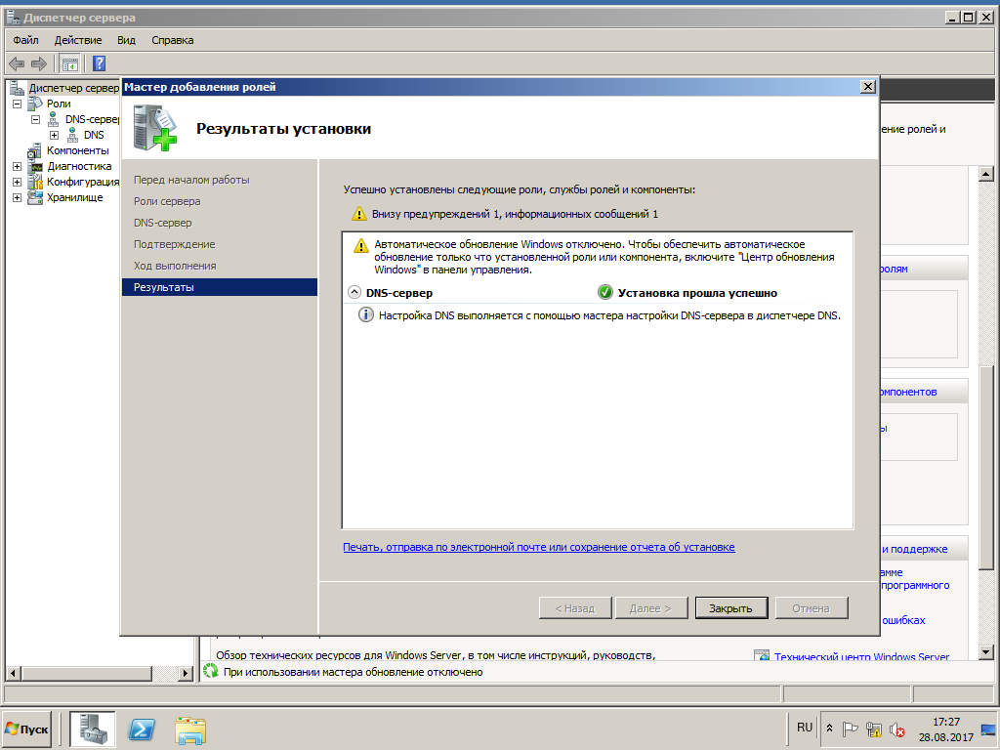 Диспетчер сервера
Файл Действие Вид Справка
Диспетчер сервер
Роли
DNS-сервер
DNS
Компоненты
Диагностика
Конфигурация
Хранилище
Мастер добавления ролей
Результаты установки
Перед началом работы
Роли сервера
DNS-сервер
Подтверждение
Ход выполнения
Результаты
Успешно установлены следующие роли, службы ролей и компоненты:
Внизу предупреждений 1, информационных сообщений 1
Автоматическое обновление Windows отключено. Чтобы обеспечить автоматическое
обновление только что установленной роли или компонента, включите "Центр обновления
Windows" в панели управления.
DNS-сервер Установка прошла успешно
Настройка DNS выполняется с помощью мастера настройки DNS-сервера в диспетчере DNS.
Печать, отправка по электронной почте или сохранение отчета об установке
< Назад Далее > Закрыть Отмена
ение ролей и
ролям
омпонентов
ы
и поддержке
амме
программного
ошибках
Обзор технических ресурсов для Windows Server, в том числе инструкций, руководств,
Технический центр Windows Server
При использовании мастера обновление отключено
Пуск
RU
17:27
28.08.2017